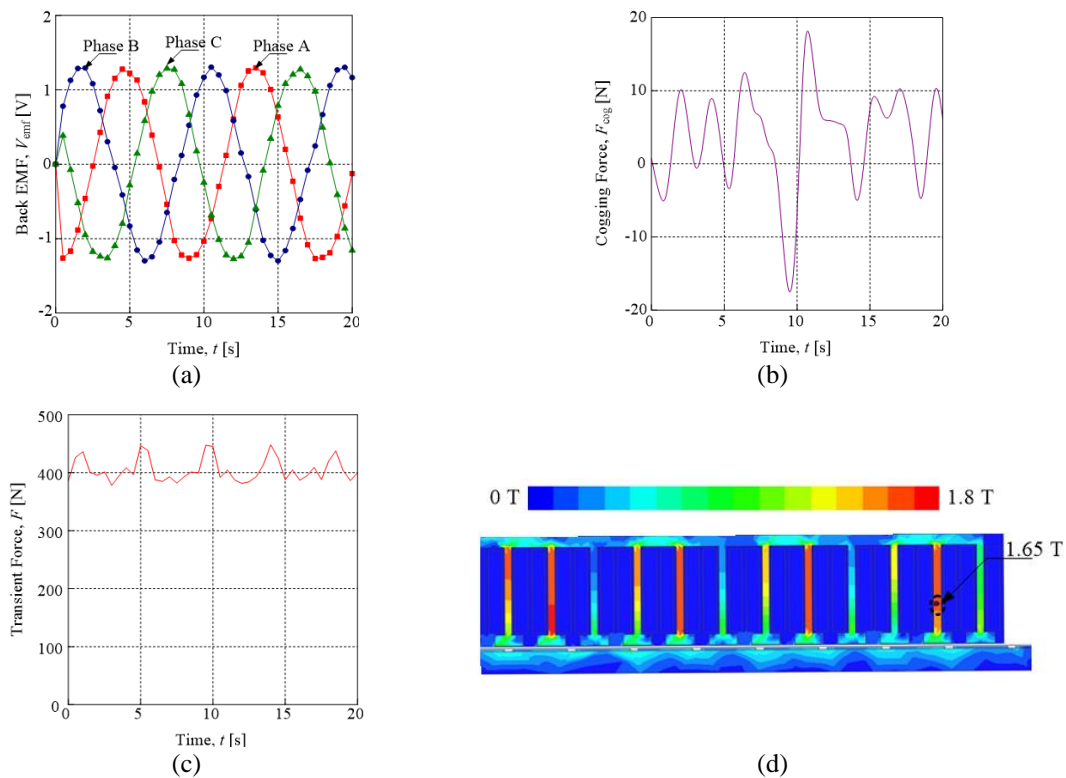 2
1
0
-1
-2
Back EMF, V_emf [V]
Phase B
Phase C
Phase A
0 5 10 15 20
Time, t [s]
(a)
20
10
0
-10
-20
Cogging Force, F_cog [N]
0 5 10 15 20
Time, t [s]
(b)
500
400
300
200
100
0
Transient Force, F [N]
0 5 10 15 20
Time, t [s]
(c)
0 T 1.8 T
1.65 T
(d)